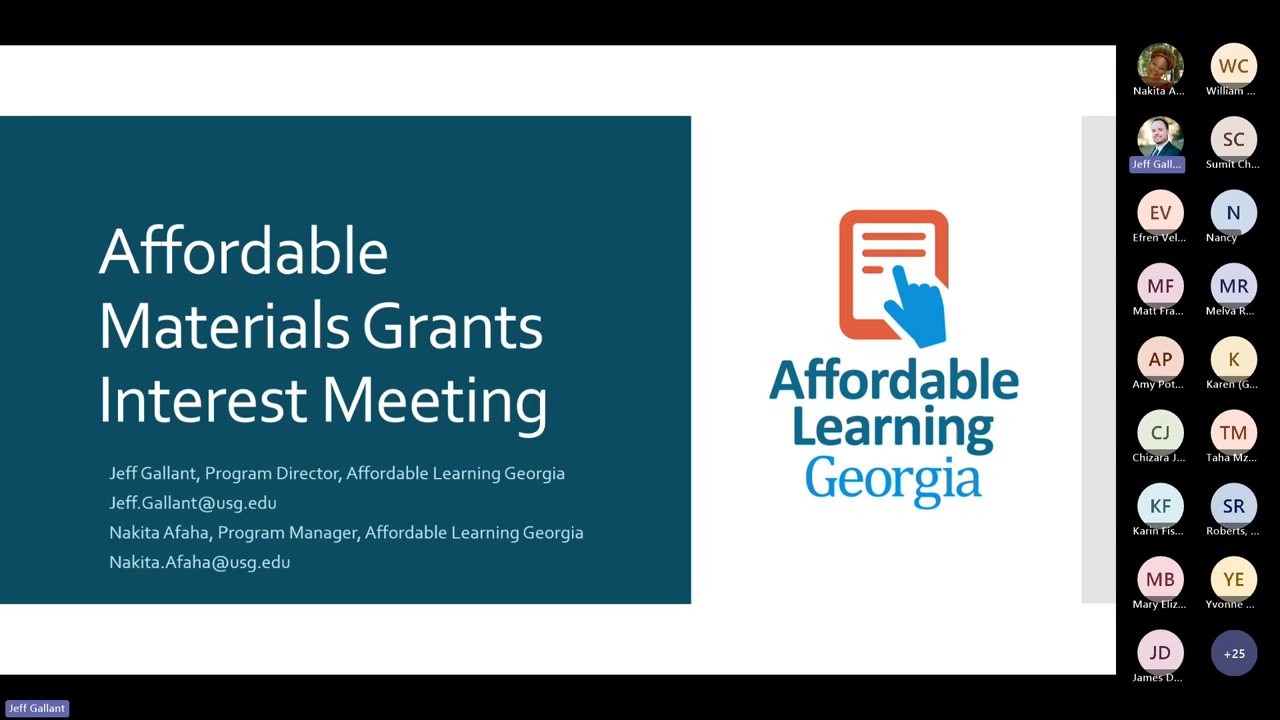 Affordable
Materials Grants
Interest Meeting
Jeff Gallant, Program Director, Affordable Learning Georgia
Jeff.Gallant@usg.edu
Nakita Afaha, Program Manager, Affordable Learning Georgia
Nakita.Afaha@usg.edu
Affordable
Learning
Georgia
Nakita A...
WC
William ...
Jeff Gall...
SC
Sumit Ch...
EV
Efren Vel...
N
Nancy
MF
Matt Fra...
MR
Melva R...
AP
Amy Pot...
K
Karen (G...
CJ
Chizara J...
TM
Taha Mz...
KF
Karin Fis...
SR
Roberts, ...
MB
Mary Eliz...
YE
Yvonne ...
JD
James D...
+25
Jeff Gallant